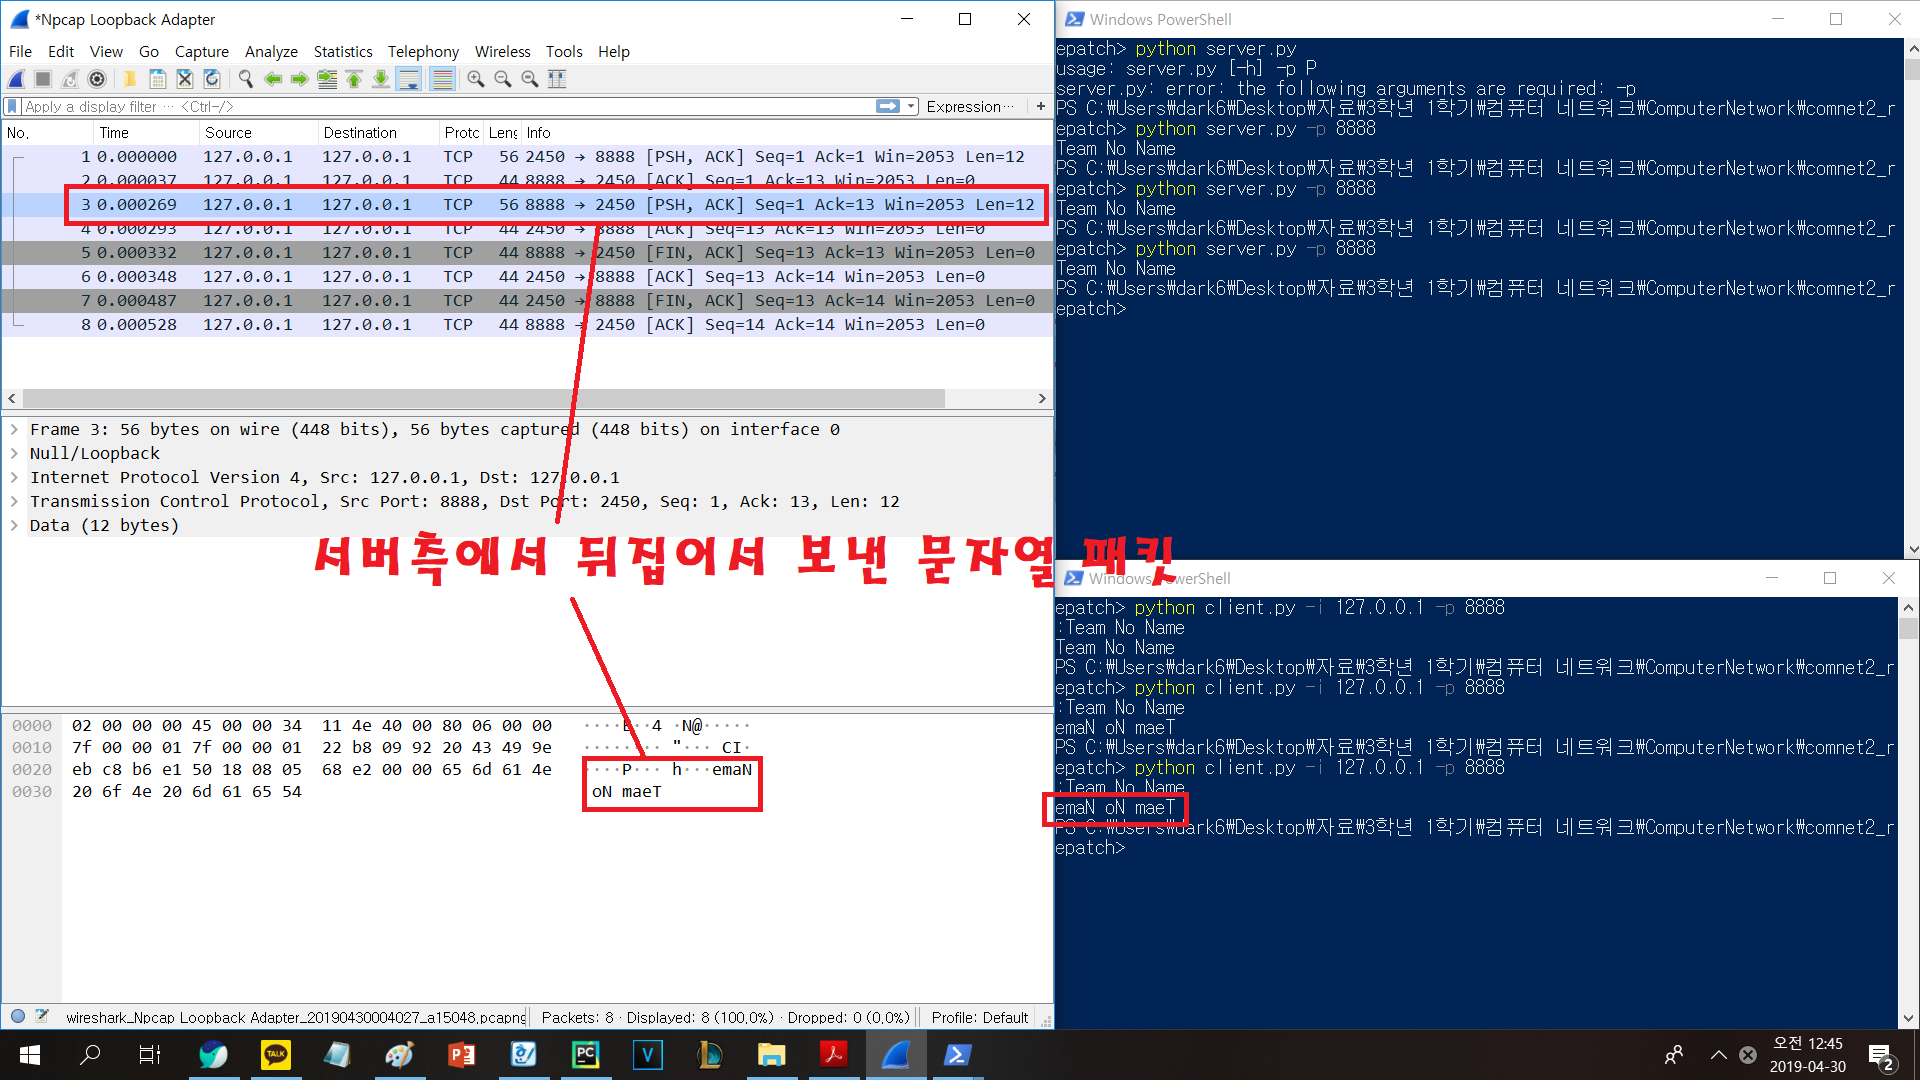 *Npcap Loopback Adapter
File Edit View Go Capture Analyze Statistics Telephony Wireless Tools Help
Apply a display filter ... <Ctrl-/>
Expression...
+
No. Time Source Destination Protc Leng Info
1 0.000000 127.0.0.1 127.0.0.1 TCP 56 2450 → 8888 [PSH, ACK] Seq=1 Ack=1 Win=2053 Len=12
2 0.000037 127.0.0.1 127.0.0.1 TCP 44 8888 → 2450 [ACK] Seq=1 Ack=13 Win=2053 Len=0
3 0.000269 127.0.0.1 127.0.0.1 TCP 56 8888 → 2450 [PSH, ACK] Seq=1 Ack=13 Win=2053 Len=12
4 0.000293 127.0.0.1 127.0.0.1 TCP 44 2450 → 8888 [ACK] Seq=13 Ack=13 Win=2053 Len=0
5 0.000332 127.0.0.1 127.0.0.1 TCP 44 8888 → 2450 [FIN, ACK] Seq=13 Ack=13 Win=2053 Len=0
6 0.000348 127.0.0.1 127.0.0.1 TCP 44 2450 → 8888 [ACK] Seq=13 Ack=14 Win=2053 Len=0
7 0.000487 127.0.0.1 127.0.0.1 TCP 44 2450 → 8888 [FIN, ACK] Seq=13 Ack=14 Win=2053 Len=0
8 0.000528 127.0.0.1 127.0.0.1 TCP 44 8888 → 2450 [ACK] Seq=14 Ack=14 Win=2053 Len=0
Frame 3: 56 bytes on wire (448 bits), 56 bytes captured (448 bits) on interface 0
Null/Loopback
Internet Protocol Version 4, Src: 127.0.0.1, Dst: 127.0.0.1
Transmission Control Protocol, Src Port: 8888, Dst Port: 2450, Seq: 1, Ack: 13, Len: 12
Data (12 bytes)
서버측에서 뒤집어서 보낸 문자열 패킷
0000 02 00 00 00 45 00 00 34 11 4e 40 00 80 06 00 00 ····E··4 ·N@·····
0010 7f 00 00 01 7f 00 00 01 22 b8 09 92 20 43 49 9e ········ "··· CI·
0020 eb c8 b6 e1 50 18 08 05 68 e2 00 00 65 6d 61 4e ····P··· h···emaN
0030 20 6f 4e 20 6d 61 65 54 oN maeT
wireshark_Npcap Loopback Adapter_20190430004027_a15048.pcapng
Packets: 8 · Displayed: 8 (100.0%) · Dropped: 0 (0.0%)
Profile: Default
Windows PowerShell
epatch> python server.py
usage: server.py [-h] -p P
server.py: error: the following arguments are required: -p
PS C:₩Users₩dark6₩Desktop₩자료₩3학년 1학기₩컴퓨터 네트워크₩ComputerNetwork₩comnet2_r
epatch> python server.py -p 8888
Team No Name
PS C:₩Users₩dark6₩Desktop₩자료₩3학년 1학기₩컴퓨터 네트워크₩ComputerNetwork₩comnet2_r
epatch> python server.py -p 8888
Team No Name
PS C:₩Users₩dark6₩Desktop₩자료₩3학년 1학기₩컴퓨터 네트워크₩ComputerNetwork₩comnet2_r
epatch> python server.py -p 8888
Team No Name
PS C:₩Users₩dark6₩Desktop₩자료₩3학년 1학기₩컴퓨터 네트워크₩ComputerNetwork₩comnet2_r
epatch>
Windows PowerShell
epatch> python client.py -i 127.0.0.1 -p 8888
:Team No Name
Team No Name
PS C:₩Users₩dark6₩Desktop₩자료₩3학년 1학기₩컴퓨터 네트워크₩ComputerNetwork₩comnet2_r
epatch> python client.py -i 127.0.0.1 -p 8888
:Team No Name
emaN oN maeT
PS C:₩Users₩dark6₩Desktop₩자료₩3학년 1학기₩컴퓨터 네트워크₩ComputerNetwork₩comnet2_r
epatch> python client.py -i 127.0.0.1 -p 8888
:Team No Name
emaN oN maeT
PS C:₩Users₩dark6₩Desktop₩자료₩3학년 1학기₩컴퓨터 네트워크₩ComputerNetwork₩comnet2_r
epatch>
TALK
PC
V
오전 12:45
2019-04-30
2